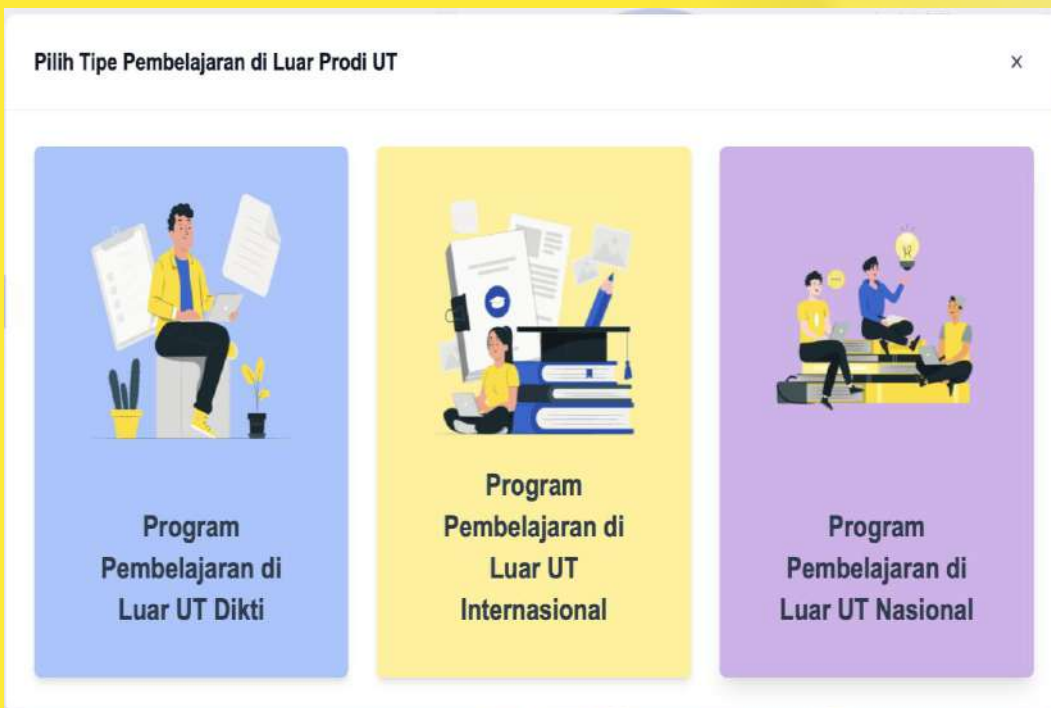 Pilih Tipe Pembelajaran di Luar Prodi UT
X
Program
Pembelajaran di
Luar UT Dikti
Program
Pembelajaran di
Luar UT
Internasional
Program
Pembelajaran di
Luar UT Nasional